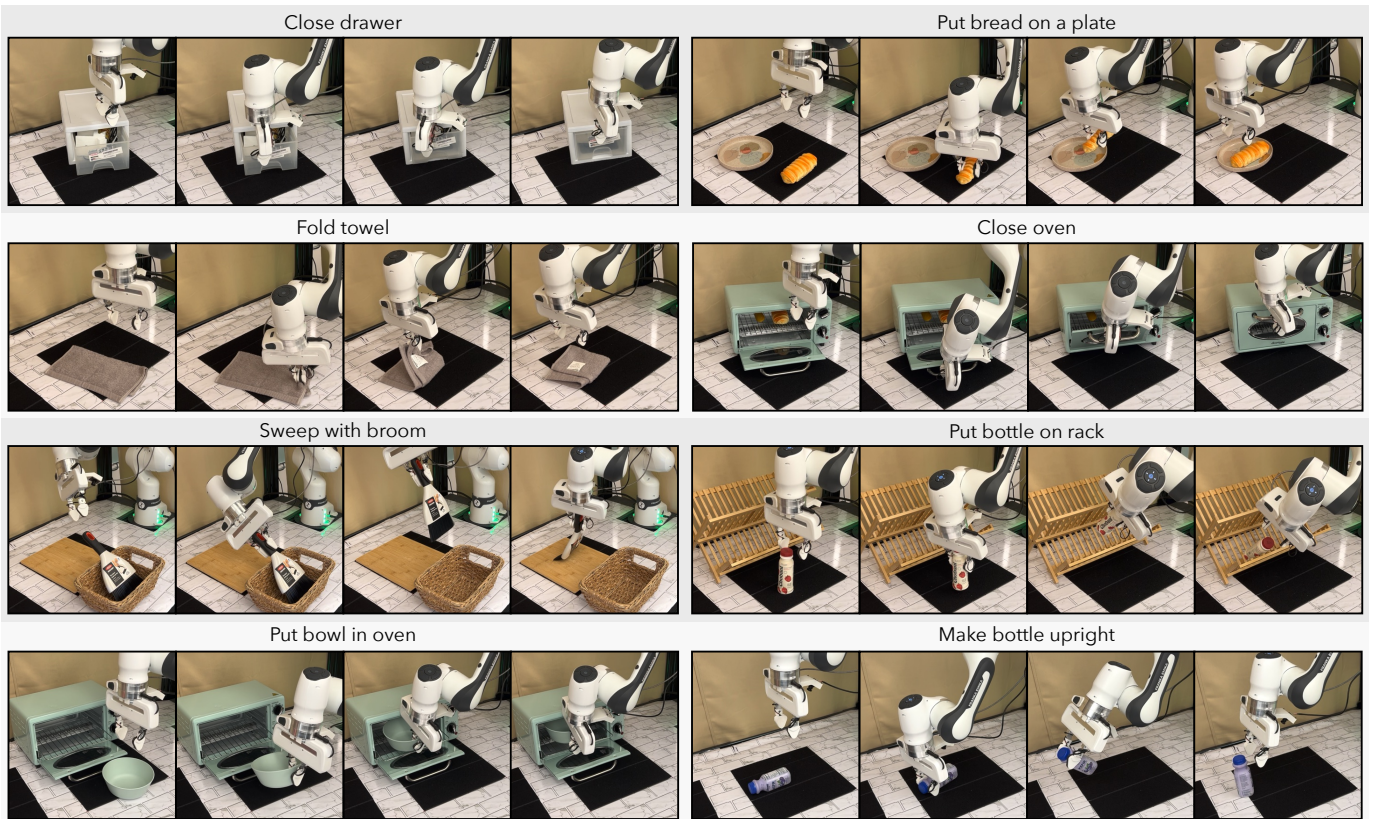 Close drawer
Put bread on a plate
Fold towel
Close oven
Sweep with broom
Put bottle on rack
Put bowl in oven
Make bottle upright